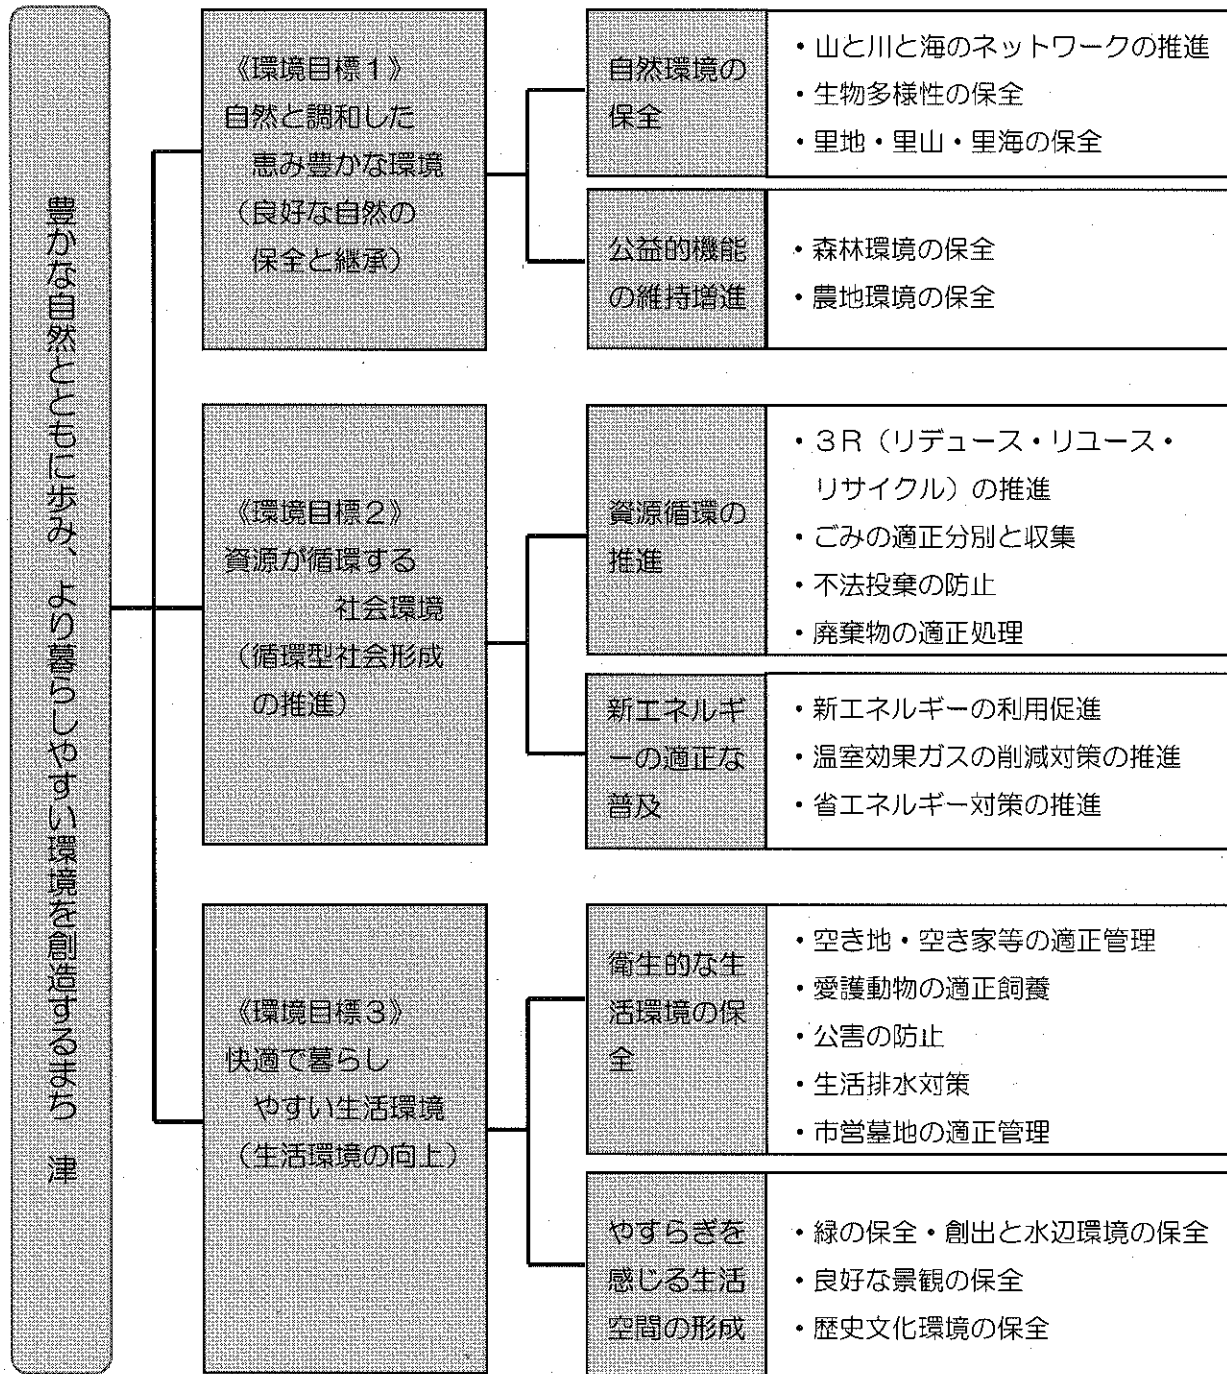 豊かな自然とともに歩み、より暮らしやすい環境を創造するまち　津
《環境目標１》
自然と調和した
恵み豊かな環境
（良好な自然の
保全と継承）
自然環境の
保全
・山と川と海のネットワークの推進
・生物多様性の保全
・里地・里山・里海の保全
公益的機能
の維持増進
・森林環境の保全
・農地環境の保全
《環境目標２》
資源が循環する
社会環境
（循環型社会形成
の推進）
資源循環の
推進
・３Ｒ（リデュース・リユース・
リサイクル）の推進
・ごみの適正分別と収集
・不法投棄の防止
・廃棄物の適正処理
新エネルギ
ーの適正な
普及
・新エネルギーの利用促進
・温室効果ガスの削減対策の推進
・省エネルギー対策の推進
《環境目標３》
快適で暮らし
やすい生活環境
（生活環境の向上）
衛生的な生
活環境の保
全
・空き地・空き家等の適正管理
・愛護動物の適正飼養
・公害の防止
・生活排水対策
・市営墓地の適正管理
やすらぎを
感じる生活
空間の形成
・緑の保全・創出と水辺環境の保全
・良好な景観の保全
・歴史文化環境の保全